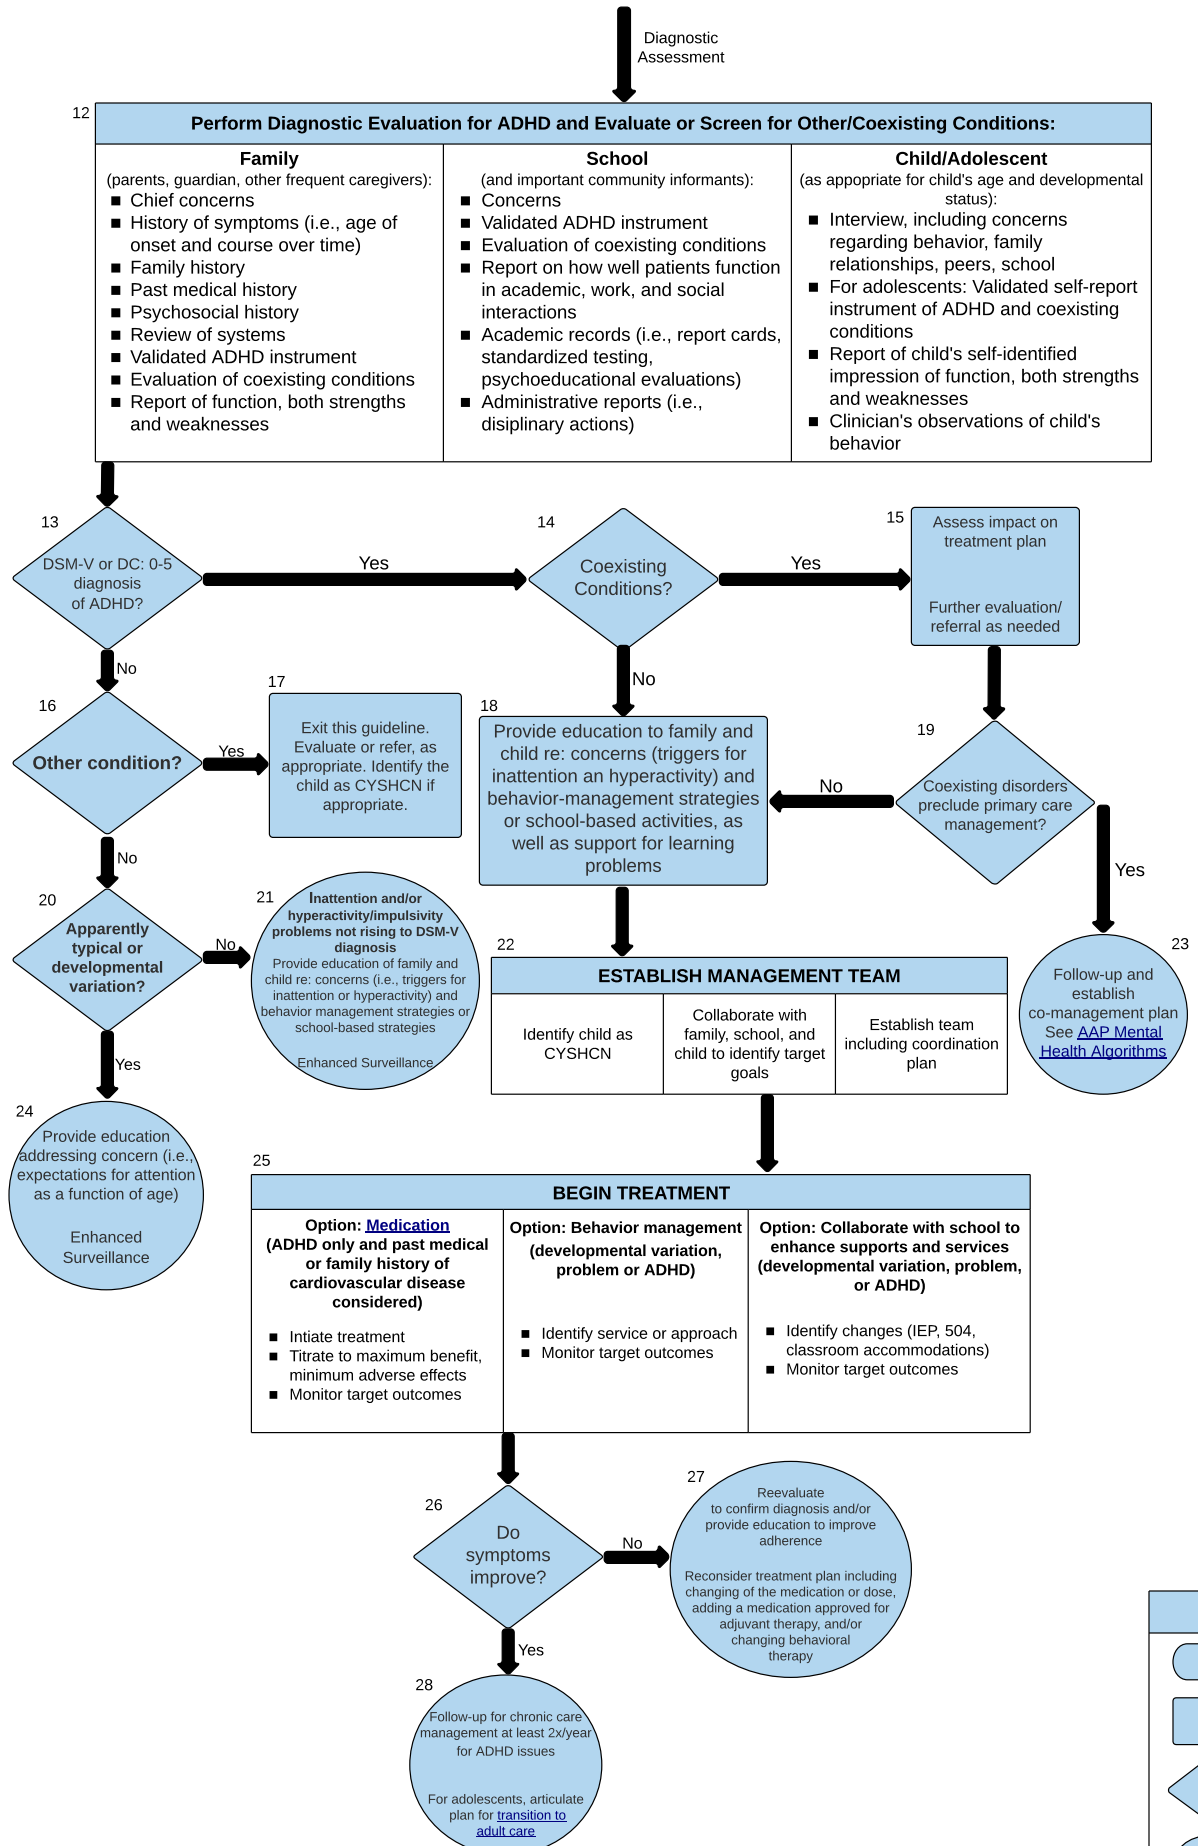 Diagnostic
Assessment
12
Perform Diagnostic Evaluation for ADHD and Evaluate or Screen for Other/Coexisting Conditions:
Family
(parents, guardian, other frequent caregivers):
■ Chief concerns
■ History of symptoms (i.e., age of
onset and course over time)
■ Family history
■ Past medical history
■ Psychosocial history
■ Review of systems
■ Validated ADHD instrument
■ Evaluation of coexisting conditions
■ Report of function, both strengths
and weaknesses
School
(and important community informants):
■ Concerns
■ Validated ADHD instrument
■ Evaluation of coexisting conditions
■ Report on how well patients function
in academic, work, and social
interactions
■ Academic records (i.e., report cards,
standardized testing,
psychoeducational evaluations)
■ Administrative reports (i.e.,
disiplinary actions)
Child/Adolescent
(as appopriate for child's age and developmental
status):
■ Interview, including concerns
regarding behavior, family
relationships, peers, school
■ For adolescents: Validated self-report
instrument of ADHD and coexisting
conditions
■ Report of child's self-identified
impression of function, both strengths
and weaknesses
■ Clinician's observations of child's
behavior
13
DSM-V or DC: 0-5
diagnosis
of ADHD?
Yes
14
Coexisting
Conditions?
Yes
15
Assess impact on
treatment plan
Further evaluation/
referral as needed
No
No
16
Other condition?
Yes
17
Exit this guideline.
Evaluate or refer, as
appropriate. Identify the
child as CYSHCN if
appropriate.
18
Provide education to family and
child re: concerns (triggers for
inattention an hyperactivity) and
behavior-management strategies
or school-based activities, as
well as support for learning
problems
No
19
Coexisting disorders
preclude primary care
management?
Yes
No
20
Apparently
typical or
developmental
variation?
No
21
Inattention and/or
hyperactivity/impulsivity
problems not rising to DSM-V
diagnosis
Provide education of family and
child re: concerns (i.e., triggers for
inattention or hyperactivity) and
behavior management strategies or
school-based strategies
Enhanced Surveillance
22
ESTABLISH MANAGEMENT TEAM
Identify child as
CYSHCN
Collaborate with
family, school, and
child to identify target
goals
Establish team
including coordination
plan
23
Follow-up and
establish
co-management plan
See AAP Mental
Health Algorithms
Yes
24
Provide education
addressing concern (i.e.,
expectations for attention
as a function of age)
Enhanced
Surveillance
25
BEGIN TREATMENT
Option: Medication
(ADHD only and past medical
or family history of
cardiovascular disease
considered)
■ Intiate treatment
■ Titrate to maximum benefit,
minimum adverse effects
■ Monitor target outcomes
Option: Behavior management
(developmental variation,
problem or ADHD)
■ Identify service or approach
■ Monitor target outcomes
Option: Collaborate with school to
enhance supports and services
(developmental variation, problem,
or ADHD)
■ Identify changes (IEP, 504,
classroom accommodations)
■ Monitor target outcomes
26
Do
symptoms
improve?
No
27
Reevaluate
to confirm diagnosis and/or
provide education to improve
adherence
Reconsider treatment plan including
changing of the medication or dose,
adding a medication approved for
adjuvant therapy, and/or
changing behavioral
therapy
Yes
28
Follow-up for chronic care
management at least 2x/year
for ADHD issues
For adolescents, articulate
plan for transition to
adult care